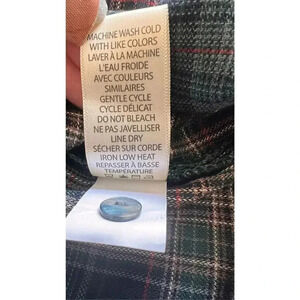 MACHINE WASH COLD
WITH LIKE COLORS
LAVER À LA MACHINE
L'EAU FROIDE
AVEC COULEURS
SIMILAIRES
GENTLE CYCLE
CYCLE DÉLICAT
DO NOT BLEACH
NE PAS JAVELLISER
LINE DRY
SÉCHER SUR CORDE
IRON LOW HEAT
REPASSER À BASSE
TEMPÉRATURE